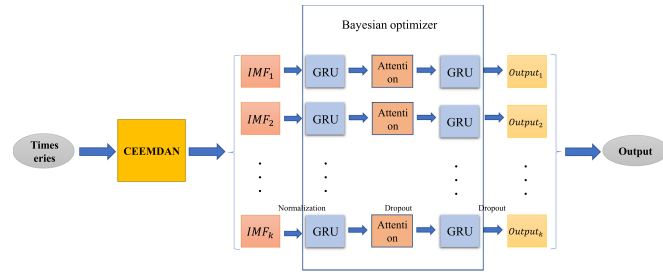 Bayesian optimizer
IMF₁ GRU Attenti on GRU Output₁
IMF₂ GRU Attenti on GRU Output₂
Times eries CEEMDAN Output
Normalization Dropout Dropout
IMFₖ GRU Attenti on GRU Outputₖ